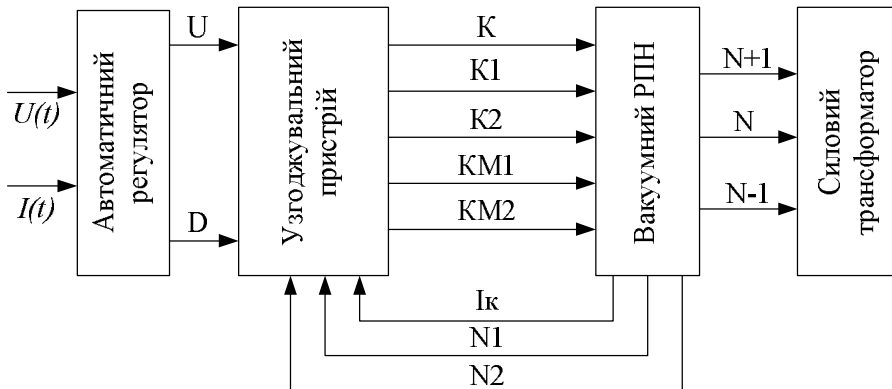 U(t)
I(t)
Автоматичний
регулятор
U
D
Узгоджувальний
пристрій
К
К1
К2
КМ1
КМ2
Вакуумний РПН
N+1
N
N-1
Силовий
трансформатор
Iк
N1
N2